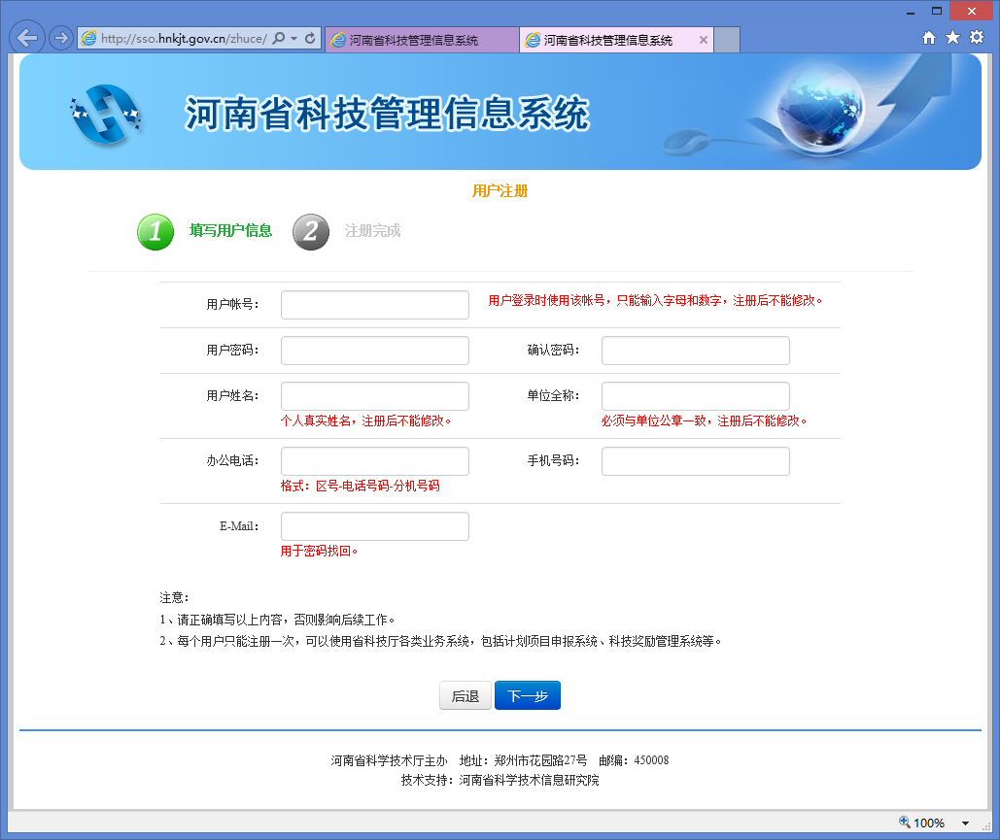 http://sso.hnkjt.gov.cn/zhuce/
河南省科技管理信息系统
河南省科技管理信息系统
河南省科技管理信息系统
用户注册
1 填写用户信息 2 注册完成
用户帐号： 用户登录时使用该帐号，只能输入字母和数字，注册后不能修改。
用户密码： 确认密码：
用户姓名： 单位全称：
个人真实姓名，注册后不能修改。 必须与单位公章一致，注册后不能修改。
办公电话： 手机号码：
格式：区号-电话号码-分机号码
E-Mail：
用于密码找回。
注意：
1、请正确填写以上内容，否则影响后续工作。
2、每个用户只能注册一次，可以使用省科技厅各类业务系统，包括计划项目申报系统、科技奖励管理系统等。
后退 下一步
河南省科学技术厅主办 地址：郑州市花园路27号 邮编：450008
技术支持：河南省科学技术信息研究院
100%